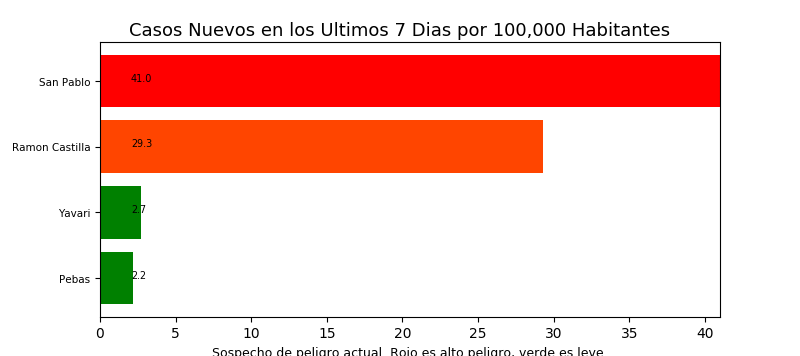 Casos Nuevos en los Ultimos 7 Dias por 100,000 Habitantes
San Pablo 41.0
Ramon Castilla 29.3
Yavari 2.7
Pebas 2.2
0 5 10 15 20 25 30 35 40
Sospecho de peligro actual. Rojo es alto peligro, verde es leve